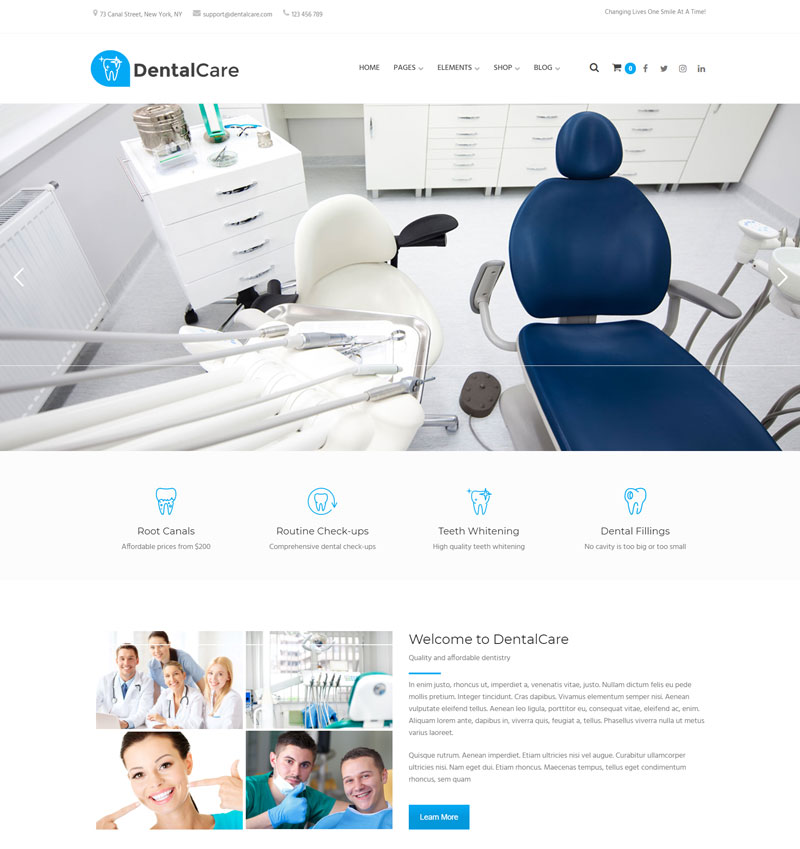 73 Canal Street, New York, NY support@dentalcare.com 123 456 789 Changing Lives One Smile At A Time!
DentalCare HOME PAGES ELEMENTS SHOP BLOG 0
Root Canals Routine Check-ups Teeth Whitening Dental Fillings
Affordable prices from $200 Comprehensive dental check-ups High quality teeth whitening No cavity is too big or too small
Welcome to DentalCare
Quality and affordable dentistry
In enim justo, rhoncus ut, imperdiet a, venenatis vitae, justo. Nullam dictum felis eu pede
mollis pretium. Integer tincidunt. Cras dapibus. Vivamus elementum semper nisi. Aenean
vulputate eleifend tellus. Aenean leo ligula, porttitor eu, consequat vitae, eleifend ac, enim.
Aliquam lorem ante, dapibus in, viverra quis, feugiat a, tellus. Phasellus viverra nulla ut metus
varius laoreet.
Quisque rutrum. Aenean imperdiet. Etiam ultricies nisi vel augue. Curabitur ullamcorper
ultricies nisi. Nam eget dui. Etiam rhoncus. Maecenas tempus, tellus eget condimentum
rhoncus, sem quam
Learn More